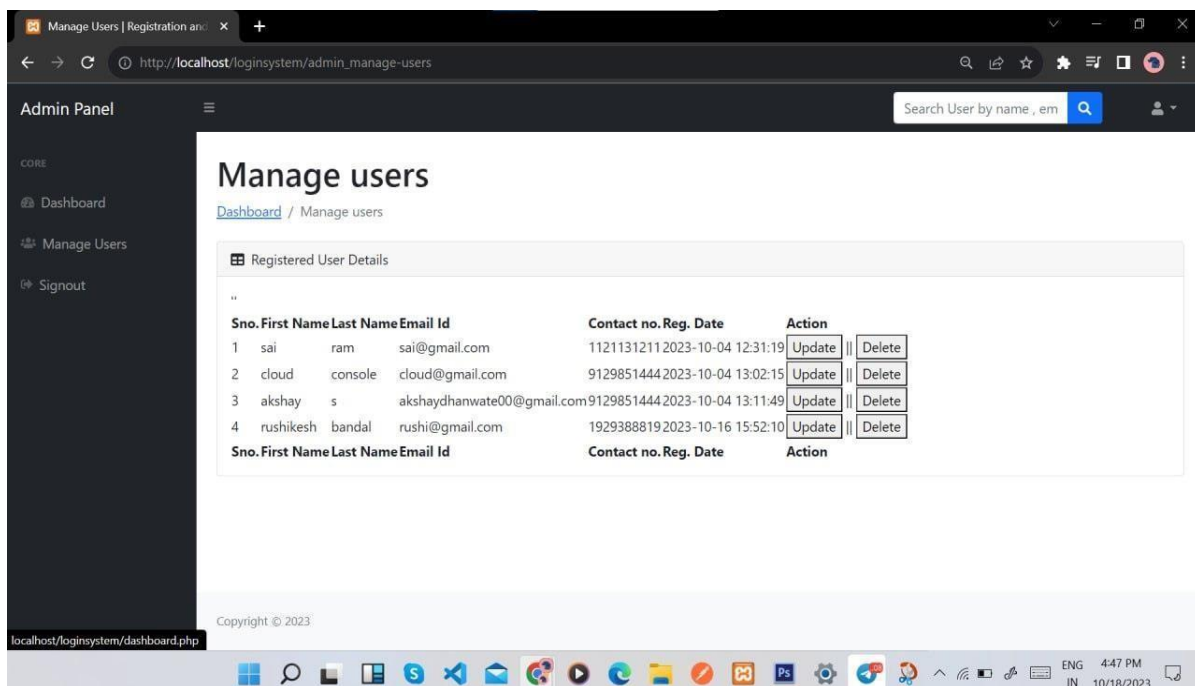 Manage Users | Registration and
http://localhost/loginsystem/admin_manage-users
Admin Panel
Search User by name , em
CORE
Dashboard
Manage Users
Signout
Manage users
Dashboard / Manage users
Registered User Details
"
Sno. First Name Last Name Email Id Contact no. Reg. Date Action
1 sai ram sai@gmail.com 1121131211 2023-10-04 12:31:19 Update || Delete
2 cloud console cloud@gmail.com 9129851444 2023-10-04 13:02:15 Update || Delete
3 akshay s akshaydhanwate00@gmail.com 9129851444 2023-10-04 13:11:49 Update || Delete
4 rushikesh bandal rushi@gmail.com 1929388819 2023-10-16 15:52:10 Update || Delete
Sno. First Name Last Name Email Id Contact no. Reg. Date Action
Copyright © 2023
localhost/loginsystem/dashboard.php
ENG 4:47 PM
IN 10/18/2023